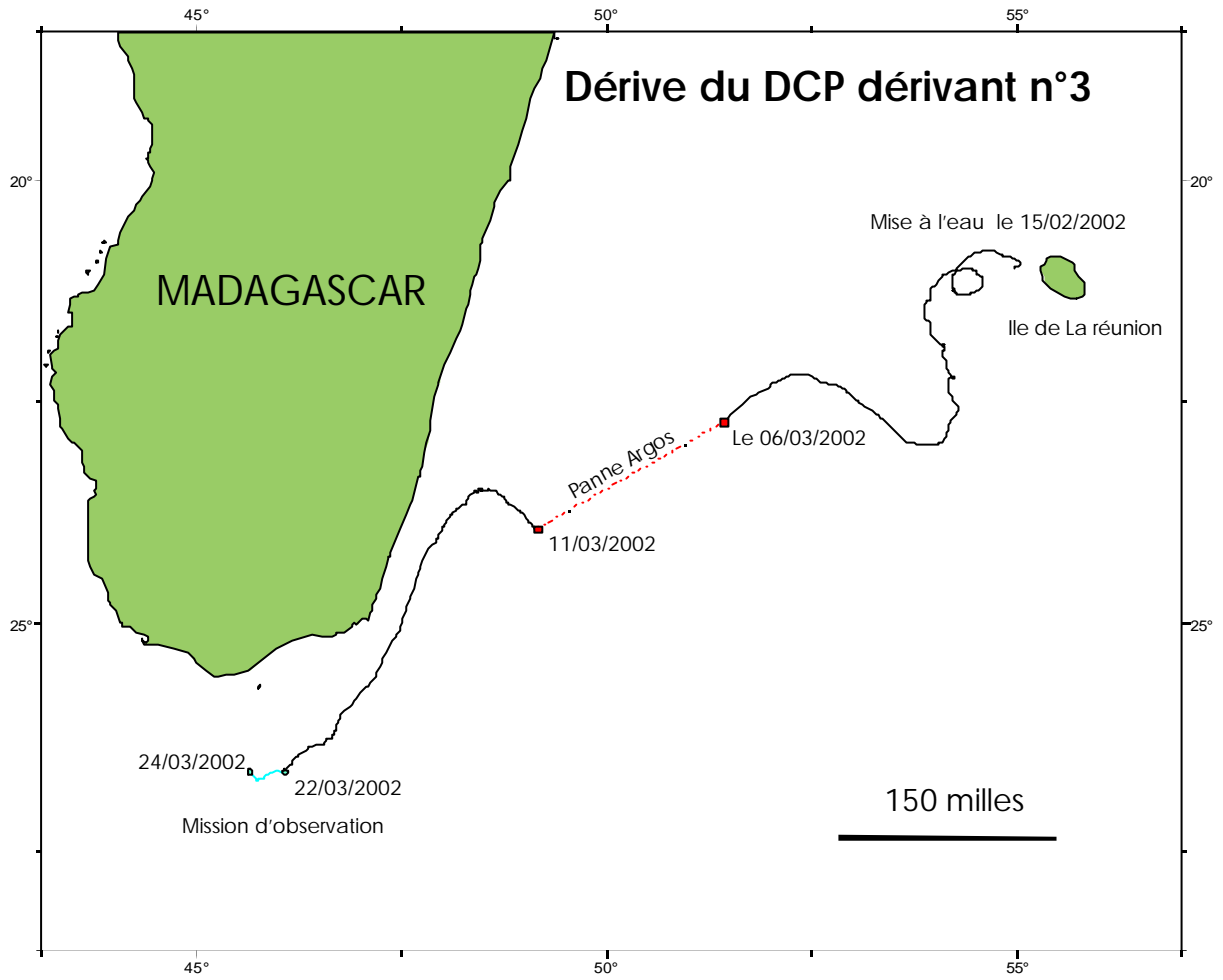 45°
50°
55°
Dérive du DCP dérivant n°3
20°
20°
Mise à l'eau le 15/02/2002
MADAGASCAR
Ile de La réunion
Le 06/03/2002
Panne Argos
11/03/2002
25°
25°
24/03/2002
22/03/2002
150 milles
Mission d'observation
45°
50°
55°